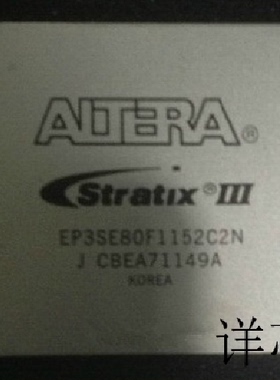 ALTERA®
Stratix® III
EP3SE80F1152C2N
J CBEA71149A
KOREA
详